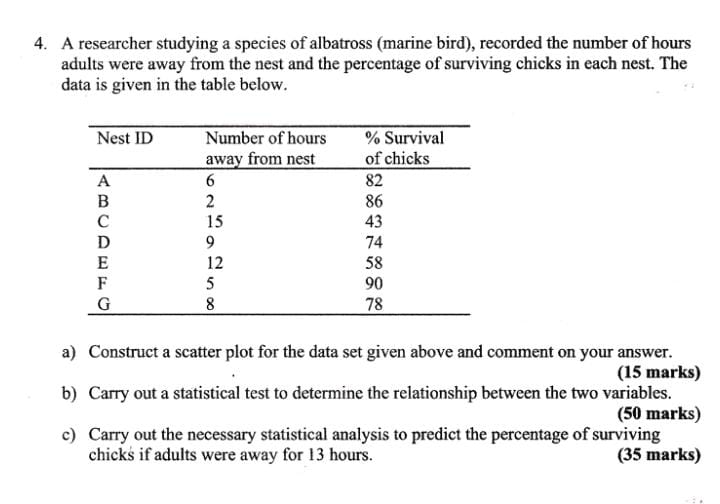 4. A researcher studying a species of albatross (marine bird), recorded the number of hours
adults were away from the nest and the percentage of surviving chicks in each nest. The
data is given in the table below.
Nest ID Number of hours % Survival
away from nest of chicks
A 6 82
B 2 86
C 15 43
D 9 74
E 12 58
F 5 90
G 8 78
a) Construct a scatter plot for the data set given above and comment on your answer.
(15 marks)
b) Carry out a statistical test to determine the relationship between the two variables.
(50 marks)
c) Carry out the necessary statistical analysis to predict the percentage of surviving
chicks if adults were away for 13 hours. (35 marks)